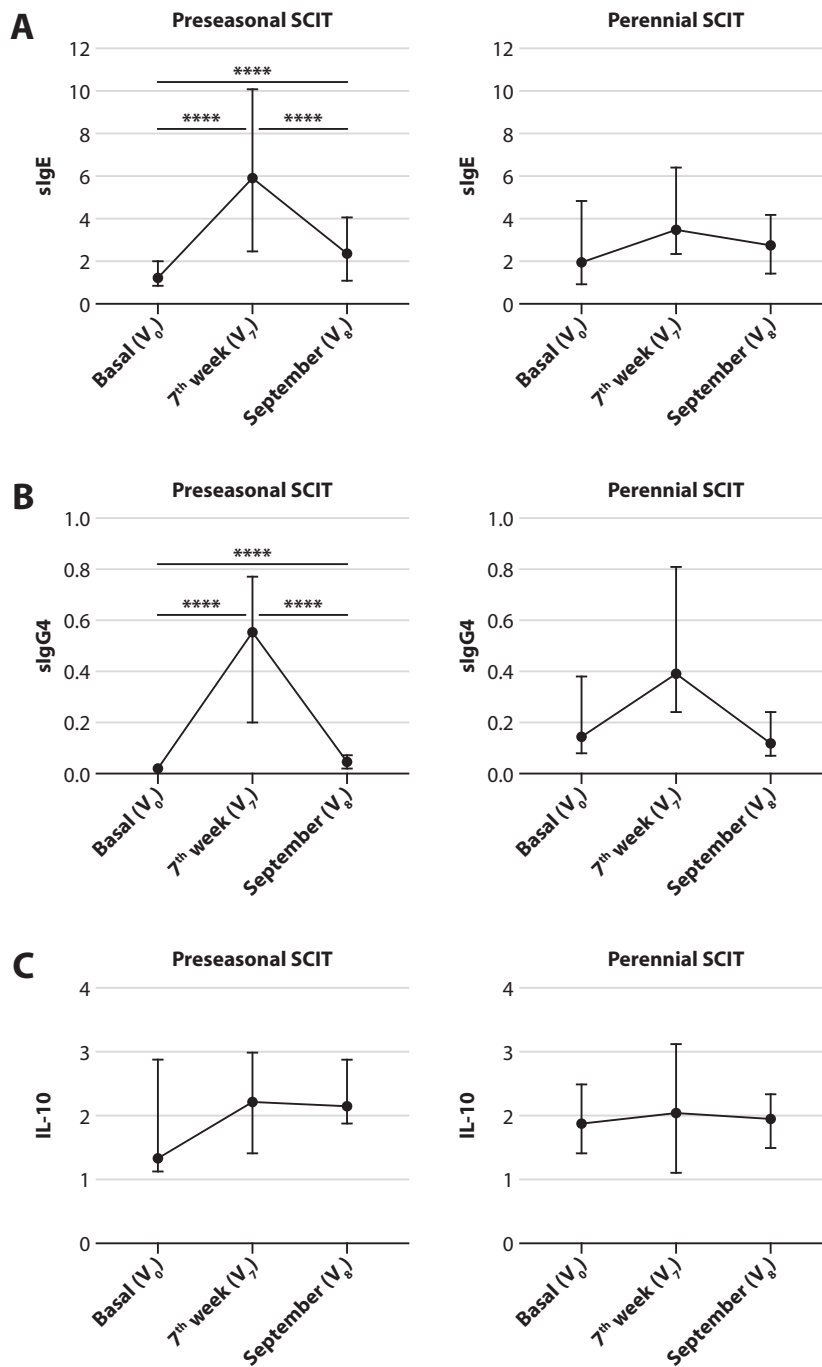 A
Preseasonal SCIT
12
10
8
6
4
2
0
sIgE
****
**** ****
Basal (V₀)
7ᵗʰ week (V₇)
September (V₈)
Perennial SCIT
12
10
8
6
4
2
0
sIgE
Basal (V₀)
7ᵗʰ week (V₇)
September (V₈)
B
Preseasonal SCIT
1.0
0.8
0.6
0.4
0.2
0.0
sIgG4
****
**** ****
Basal (V₀)
7ᵗʰ week (V₇)
September (V₈)
Perennial SCIT
1.0
0.8
0.6
0.4
0.2
0.0
sIgG4
Basal (V₀)
7ᵗʰ week (V₇)
September (V₈)
C
Preseasonal SCIT
4
3
2
1
0
IL-10
Basal (V₀)
7ᵗʰ week (V₇)
September (V₈)
Perennial SCIT
4
3
2
1
0
IL-10
Basal (V₀)
7ᵗʰ week (V₇)
September (V₈)